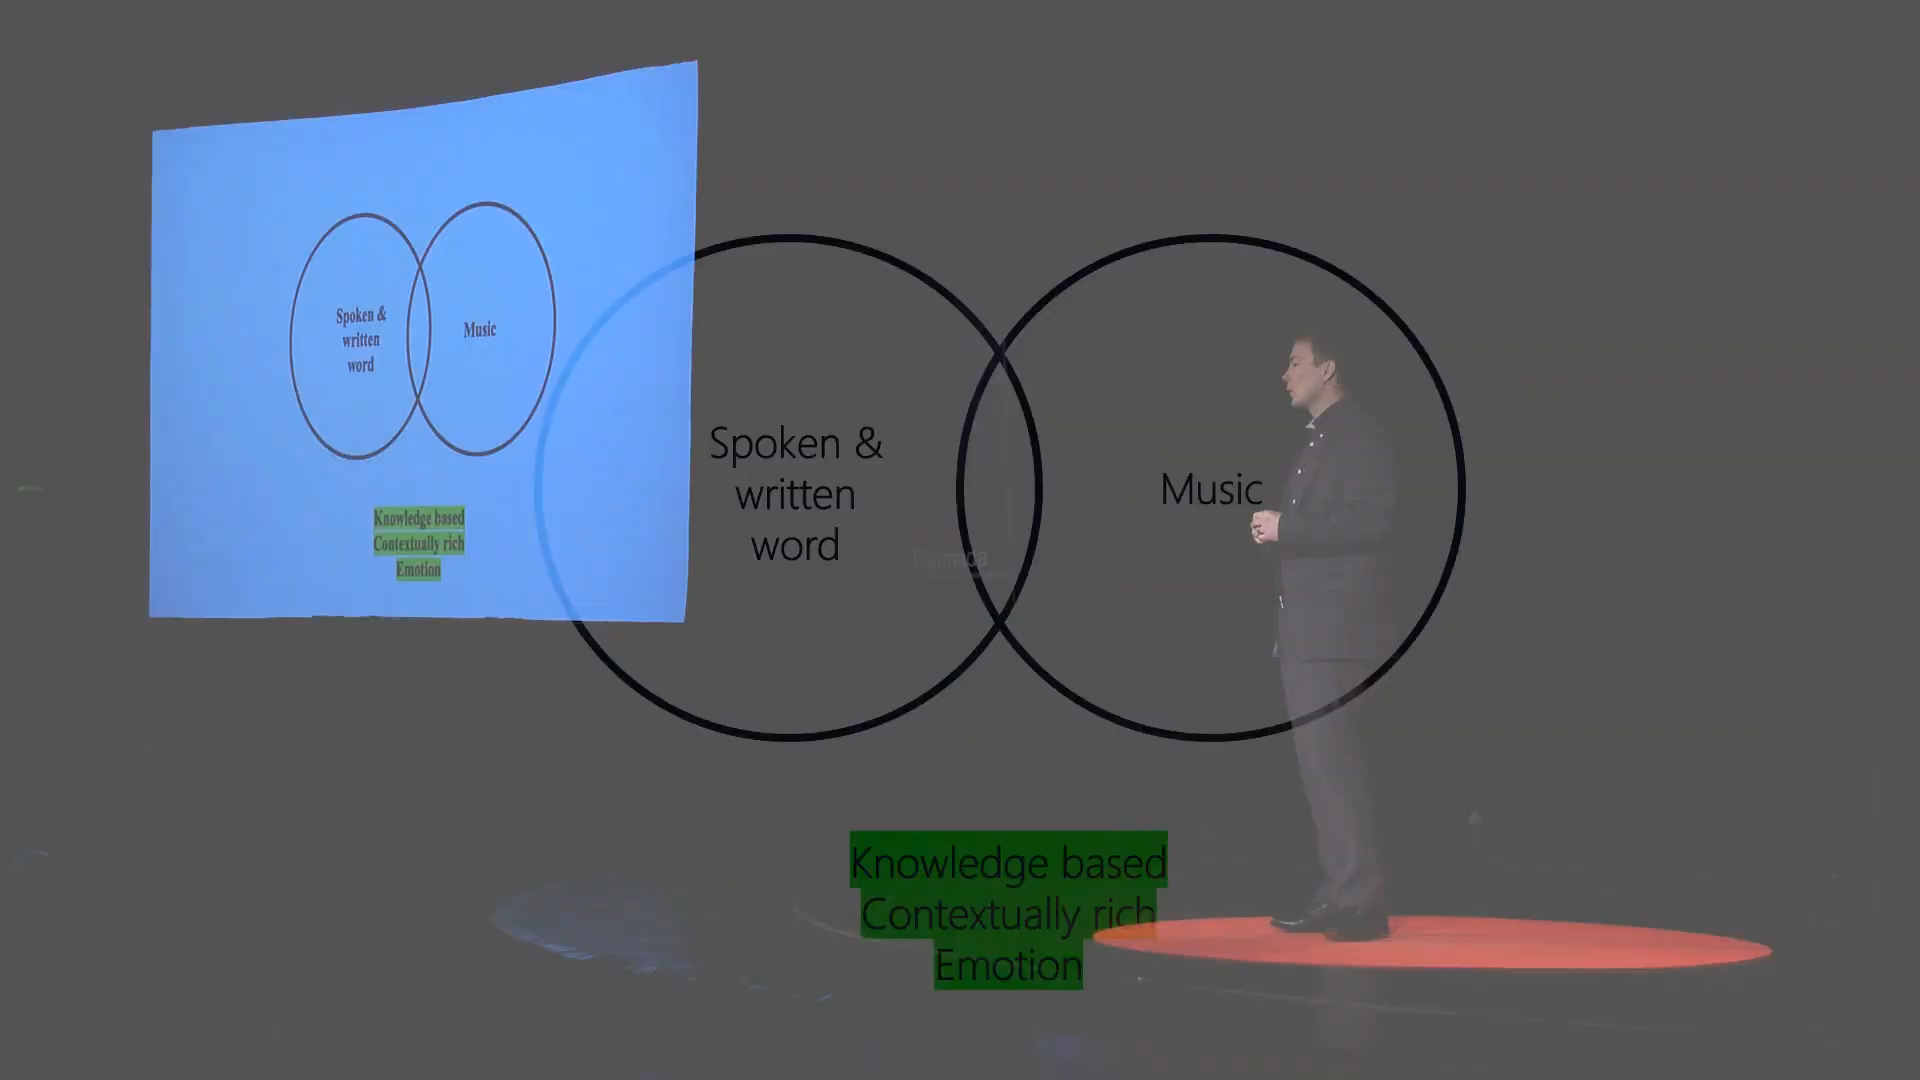 Spoken &
written
word
Music
Knowledge based
Contextually rich
Emotion
Spoken &
written
word
Music
Knowledge based
Contextually rich
Emotion